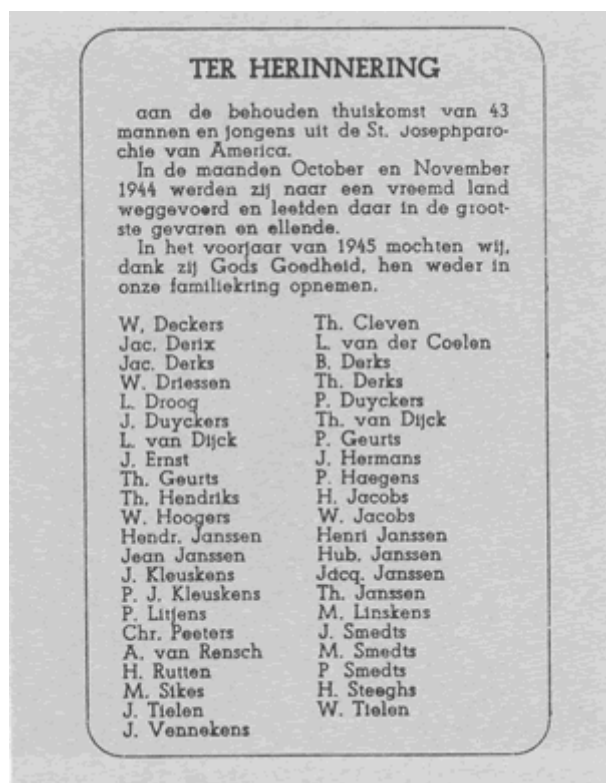 TER HERINNERING
aan de behouden thuiskomst van 43
mannen en jongens uit de St. Josephparo-
chie van America.
In de maanden October en November
1944 werden zij naar een vreemd land
weggevoerd en leefden daar in de groot-
ste gevaren en ellende.
In het voorjaar van 1945 mochten wij,
dank zij Gods Goedheid, hen weder in
onze familiekring opnemen.
W. Deckers
Jac. Derix
Jac. Derks
W. Driessen
L. Droog
J. Duyckers
L. van Dijck
J. Ernst
Th. Geurts
Th. Hendriks
W. Hoogers
Hendr. Janssen
Jean Janssen
J. Kleuskens
P. J. Kleuskens
P. Litjens
Chr. Peeters
A. van Rensch
H. Rutten
M. Sikes
J. Tielen
J. Vennekens
Th. Cleven
L. van der Coelen
B. Derks
Th. Derks
P. Duyckers
Th. van Dijck
P. Geurts
J. Hermans
P. Haegens
H. Jacobs
W. Jacobs
Henri Janssen
Hub. Janssen
Jacq. Janssen
Th. Janssen
M. Linskens
J. Smedts
M. Smedts
P Smedts
H. Steeghs
W. Tielen